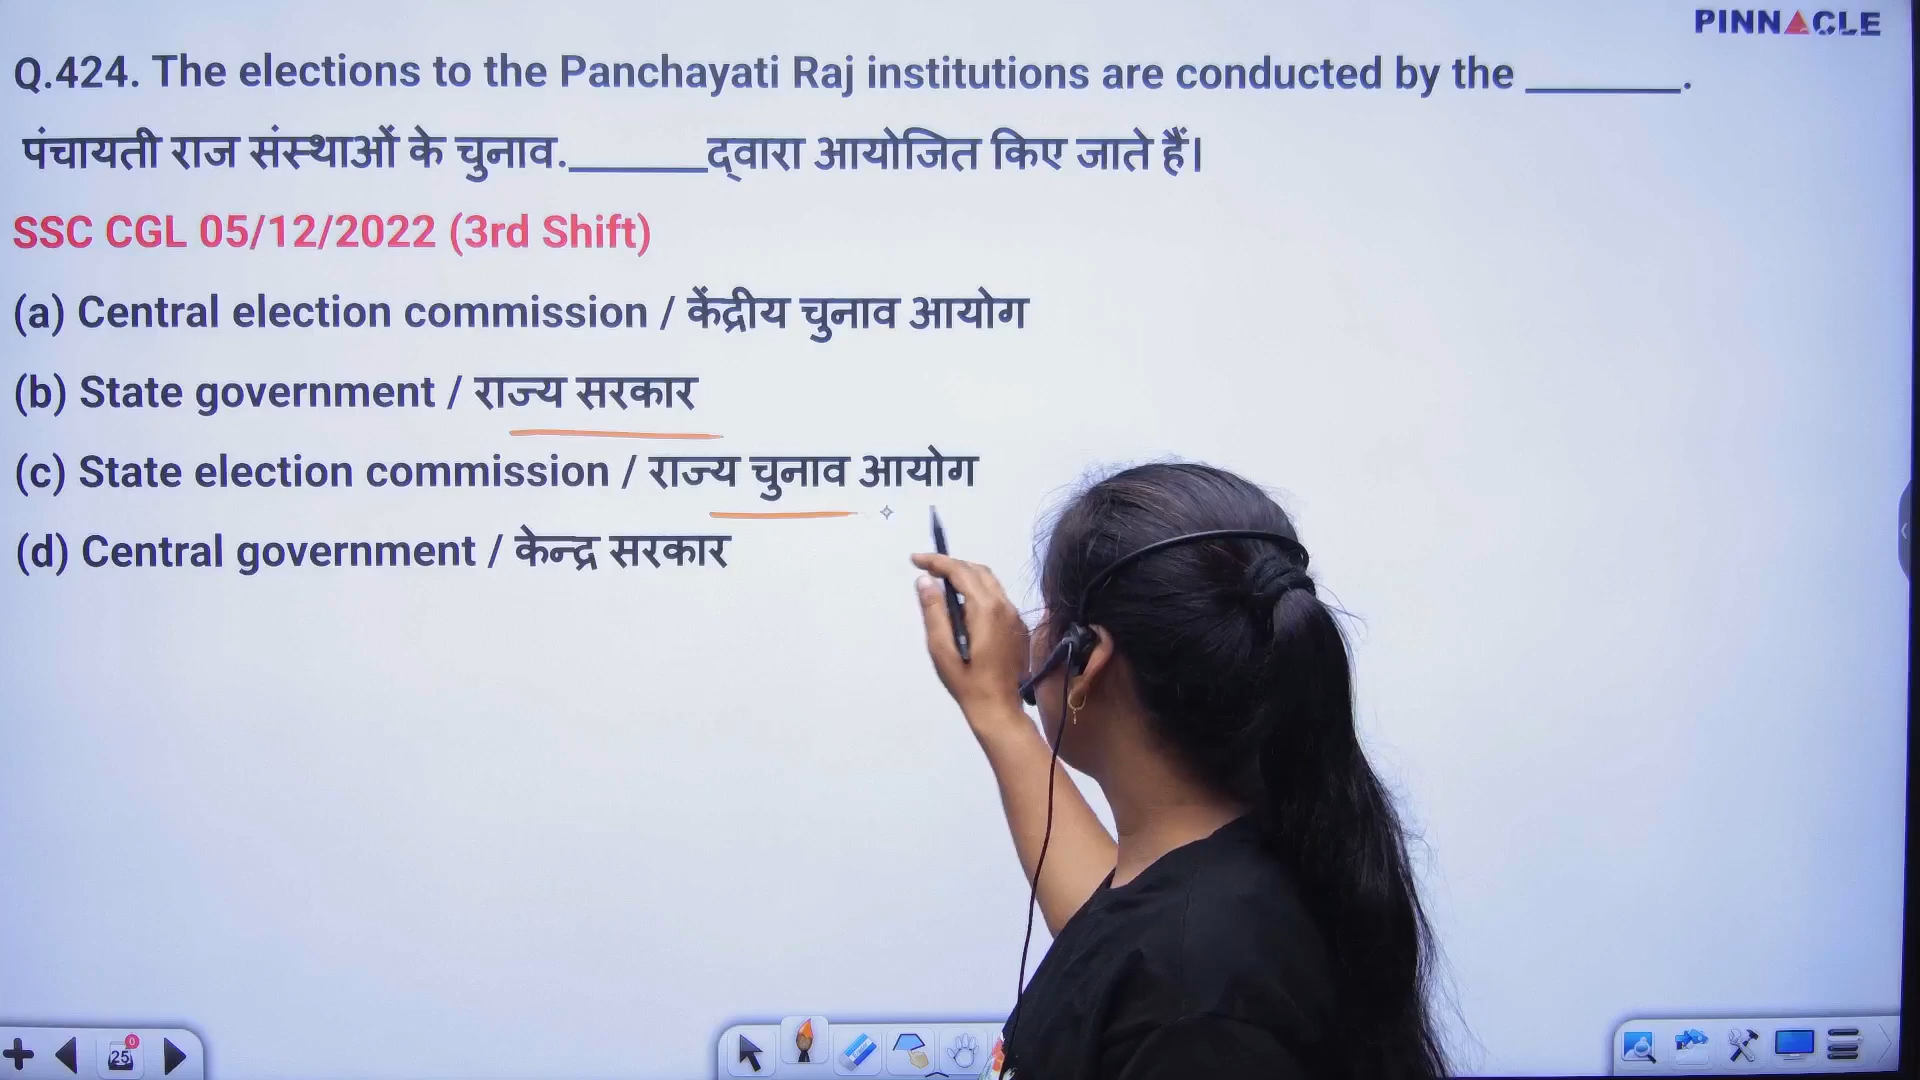 PINNACLE
Q.424. The elections to the Panchayati Raj institutions are conducted by the _______.
पंचायती राज संस्थाओं के चुनाव.______द्वारा आयोजित किए जाते हैं।
SSC CGL 05/12/2022 (3rd Shift)
(a) Central election commission / केंद्रीय चुनाव आयोग
(b) State government / राज्य सरकार
(c) State election commission / राज्य चुनाव आयोग
(d) Central government / केन्द्र सरकार
0
25